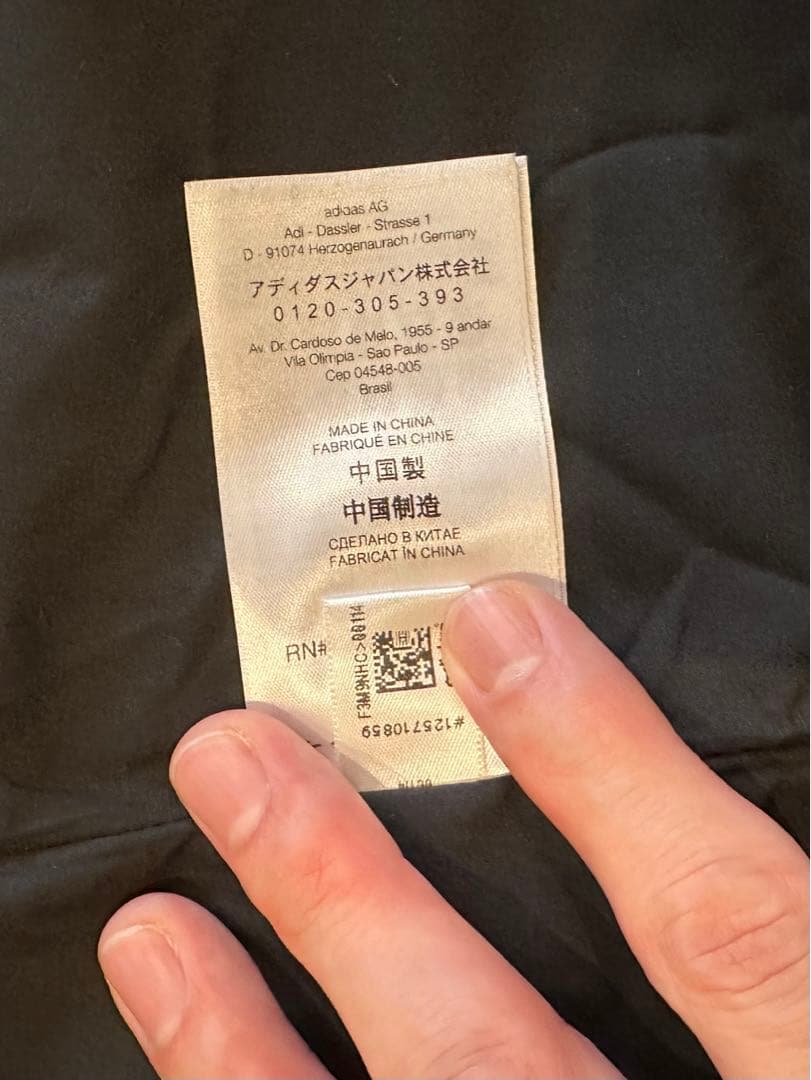 adidas AG
Adi - Dassler - Strasse 1
D - 91074 Herzogenaurach / Germany
アディダスジャパン株式会社
0120-305-393
Av. Dr. Cardoso de Melo, 1955 - 9 andar
Vila Olimpia - Sao Paulo - SP
Cep 04548-005
Brasil
MADE IN CHINA
FABRIQUÉ EN CHINE
中国製
中国制造
СДЕЛАНО В КИТАЕ
FABRICAT ÎN CHINA
RN#
F3M9NHC>00114
#125710859